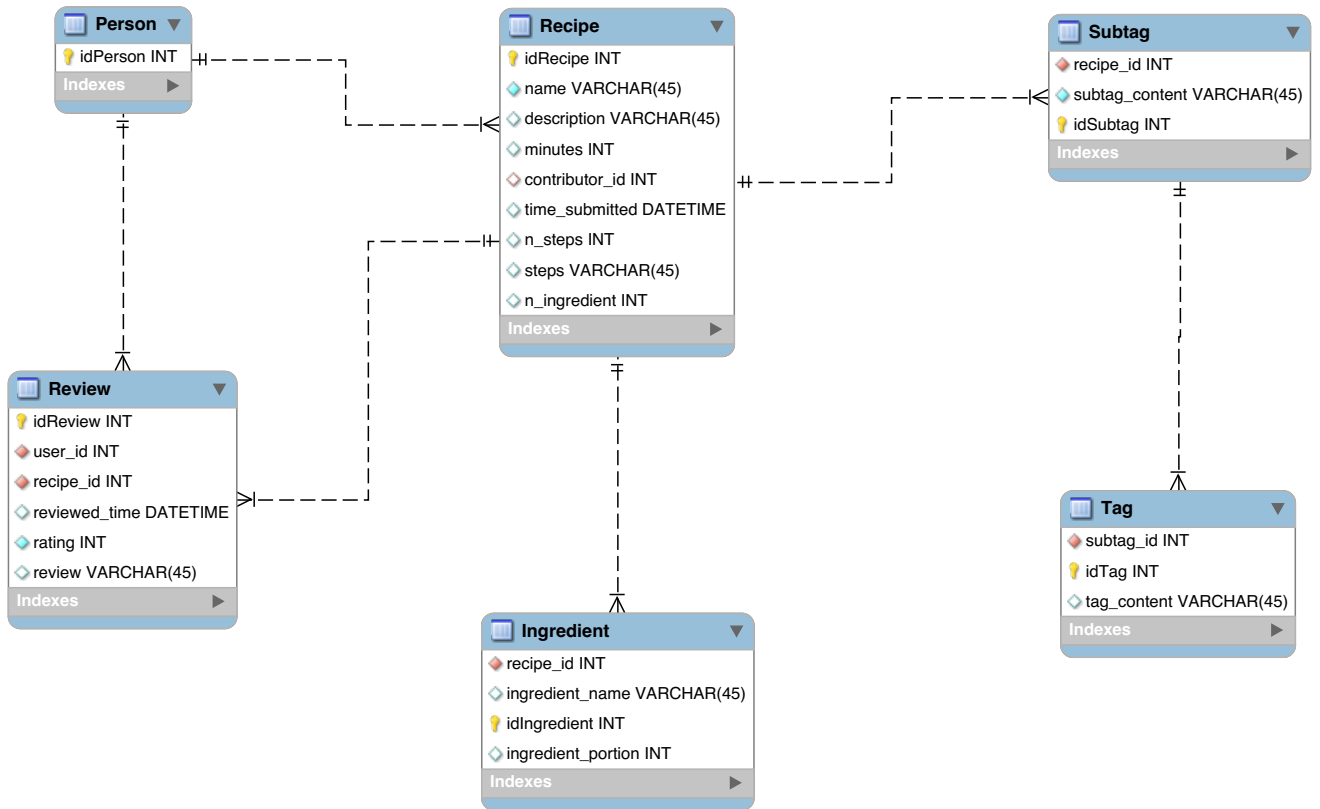 Person
idPerson INT
Indexes
Recipe
idRecipe INT
name VARCHAR(45)
description VARCHAR(45)
minutes INT
contributor_id INT
time_submitted DATETIME
n_steps INT
steps VARCHAR(45)
n_ingredient INT
Indexes
Subtag
recipe_id INT
subtag_content VARCHAR(45)
idSubtag INT
Indexes
Review
idReview INT
user_id INT
recipe_id INT
reviewed_time DATETIME
rating INT
review VARCHAR(45)
Indexes
Ingredient
recipe_id INT
ingredient_name VARCHAR(45)
idIngredient INT
ingredient_portion INT
Indexes
Tag
subtag_id INT
idTag INT
tag_content VARCHAR(45)
Indexes